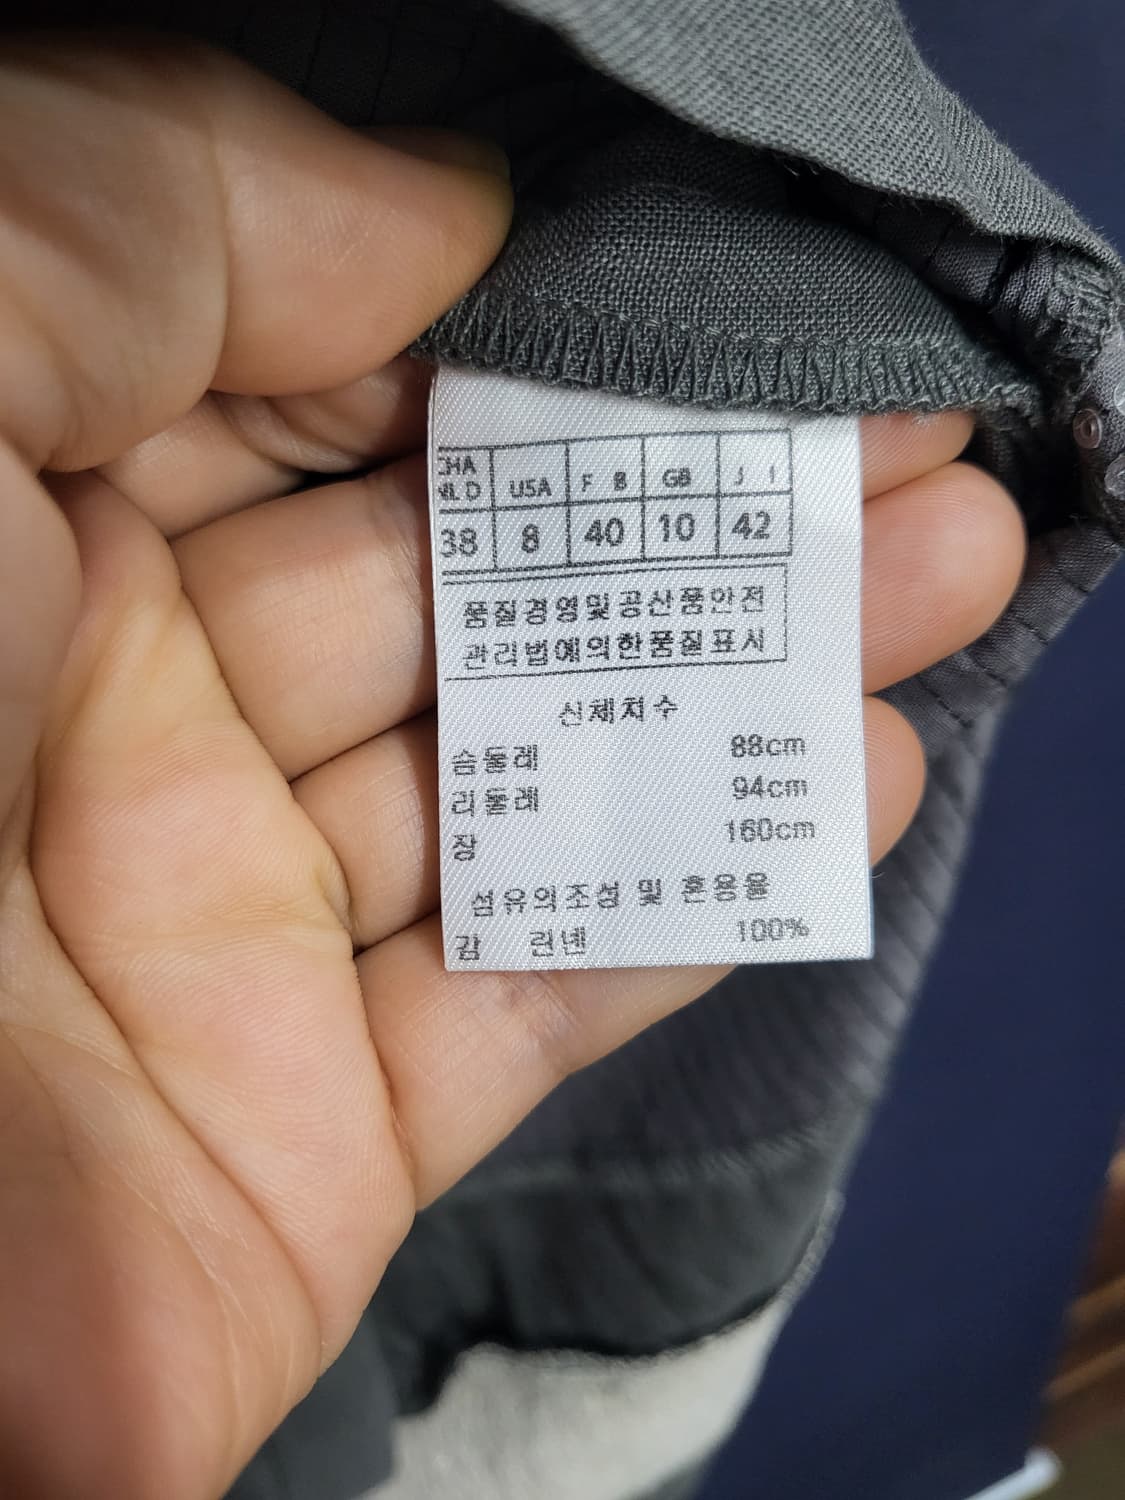 CHA USA F B GB J I
NLD
38 8 40 10 42
품질경영및공산품안전
관리법에의한품질표시
신체치수
슴둘레 88cm
리둘레 94cm
장 160cm
섬유의조성 및 혼용율
감 린넨 100%